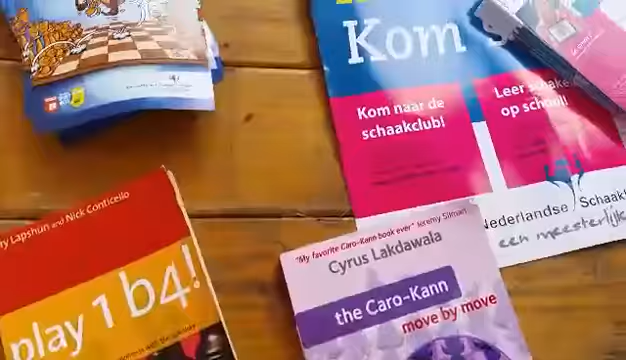 Kom
Kom naar de
schaakclub!
Leer schake
op school!
Nederlandse Schaak
een meesterlijk
Lapshun and Nick Conticello
play 1 b4!
"My favorite Caro-Kann book ever" Jeremy Silman
Cyrus Lakdawala
the Caro-Kann
move by move